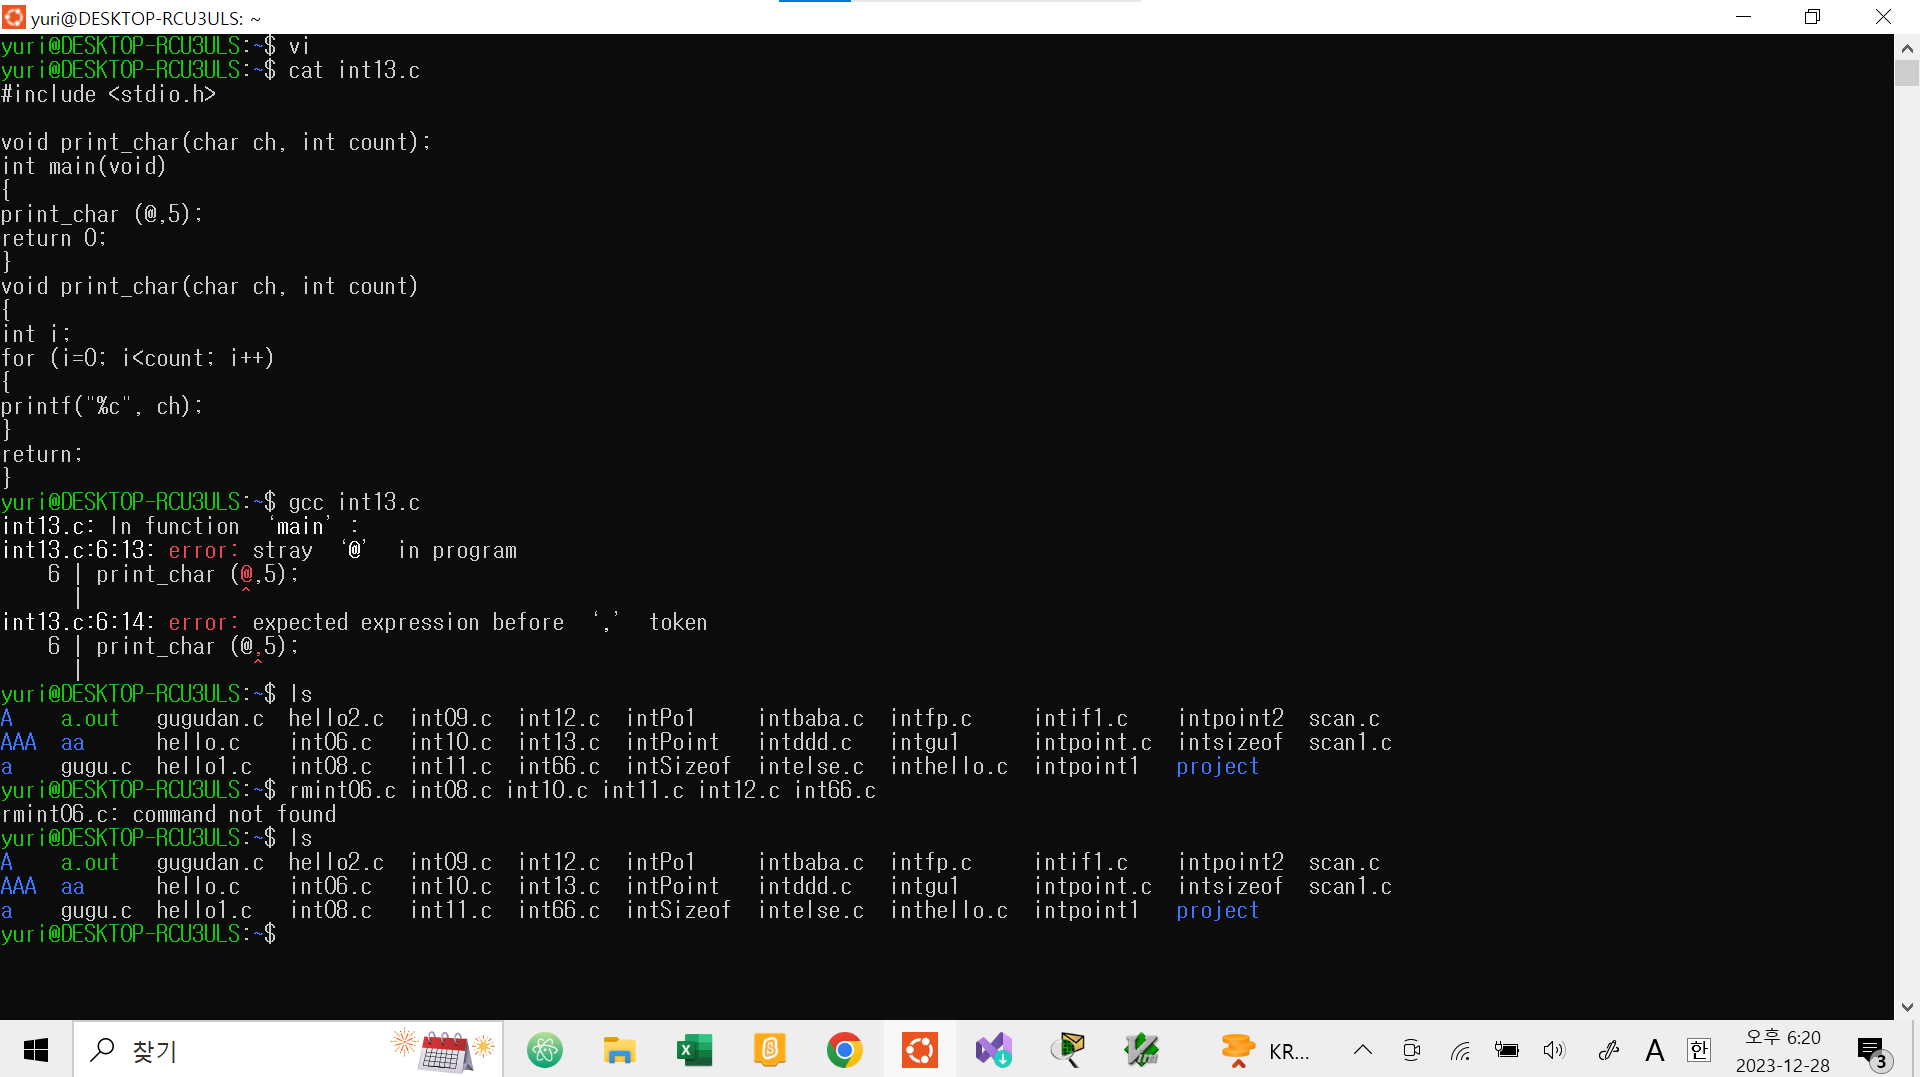 yuri@DESKTOP-RCU3ULS: ~
yuri@DESKTOP-RCU3ULS:~$ vi
yuri@DESKTOP-RCU3ULS:~$ cat int13.c
#include <stdio.h>
void print_char(char ch, int count);
int main(void)
{
print_char (@,5);
return 0;
}
void print_char(char ch, int count)
{
int i;
for (i=0; i<count; i++)
{
printf("%c", ch);
}
return;
}
yuri@DESKTOP-RCU3ULS:~$ gcc int13.c
int13.c: In function ‘main’:
int13.c:6:13: error: stray ‘@’ in program
6 | print_char (@,5);
| ^
int13.c:6:14: error: expected expression before ‘,’ token
6 | print_char (@,5);
| ^
yuri@DESKTOP-RCU3ULS:~$ ls
A a.out gugudan.c hello2.c int09.c int12.c intPo1 intbaba.c intfp.c intif1.c intpoint2 scan.c
AAA aa hello.c int06.c int10.c int13.c intPoint intddd.c intgu1 intpoint.c intsizeof scan1.c
a gugu.c hello1.c int08.c int11.c int66.c intSizeof intelse.c inthello.c intpoint1 project
yuri@DESKTOP-RCU3ULS:~$ rmint06.c int08.c int10.c int11.c int12.c int66.c
rmint06.c: command not found
yuri@DESKTOP-RCU3ULS:~$ ls
A a.out gugudan.c hello2.c int09.c int12.c intPo1 intbaba.c intfp.c intif1.c intpoint2 scan.c
AAA aa hello.c int06.c int10.c int13.c intPoint intddd.c intgu1 intpoint.c intsizeof scan1.c
a gugu.c hello1.c int08.c int11.c int66.c intSizeof intelse.c inthello.c intpoint1 project
yuri@DESKTOP-RCU3ULS:~$
찾기
KR...
A
한
오후 6:20
2023-12-28
3